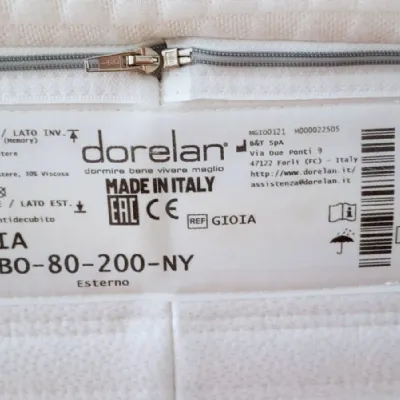 MGI00121 H000022505
/ LATO INV.
(Memory)
dorelan®
dormire bene vivere meglio
B&T SpA
Via Due Ponti 9
47122 Forlì (FC) - Italy
http://www.dorelan.it/
assistenza@dorelan.it
stere, 30% Viscosa
MADE IN ITALY
/ LATO EST.
ntidecubito
EAC CE
REF GIOIA
IA
BO-80-200-NY
Esterno